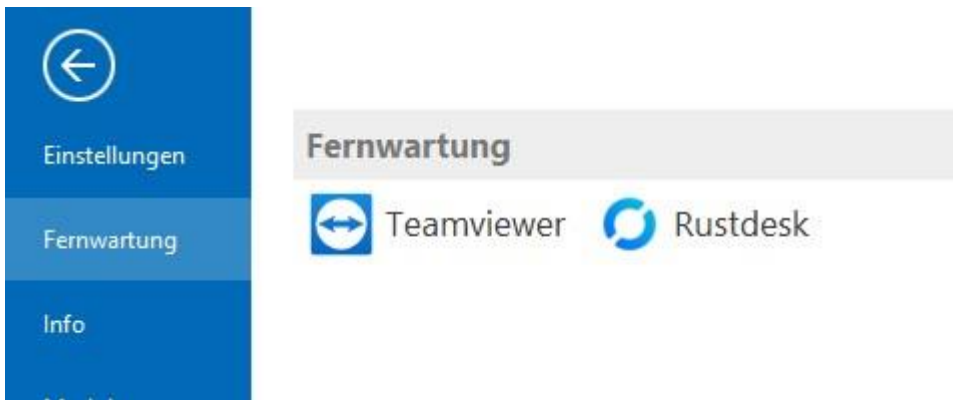 Einstellungen
Fernwartung
Info
Fernwartung
Teamviewer Rustdesk